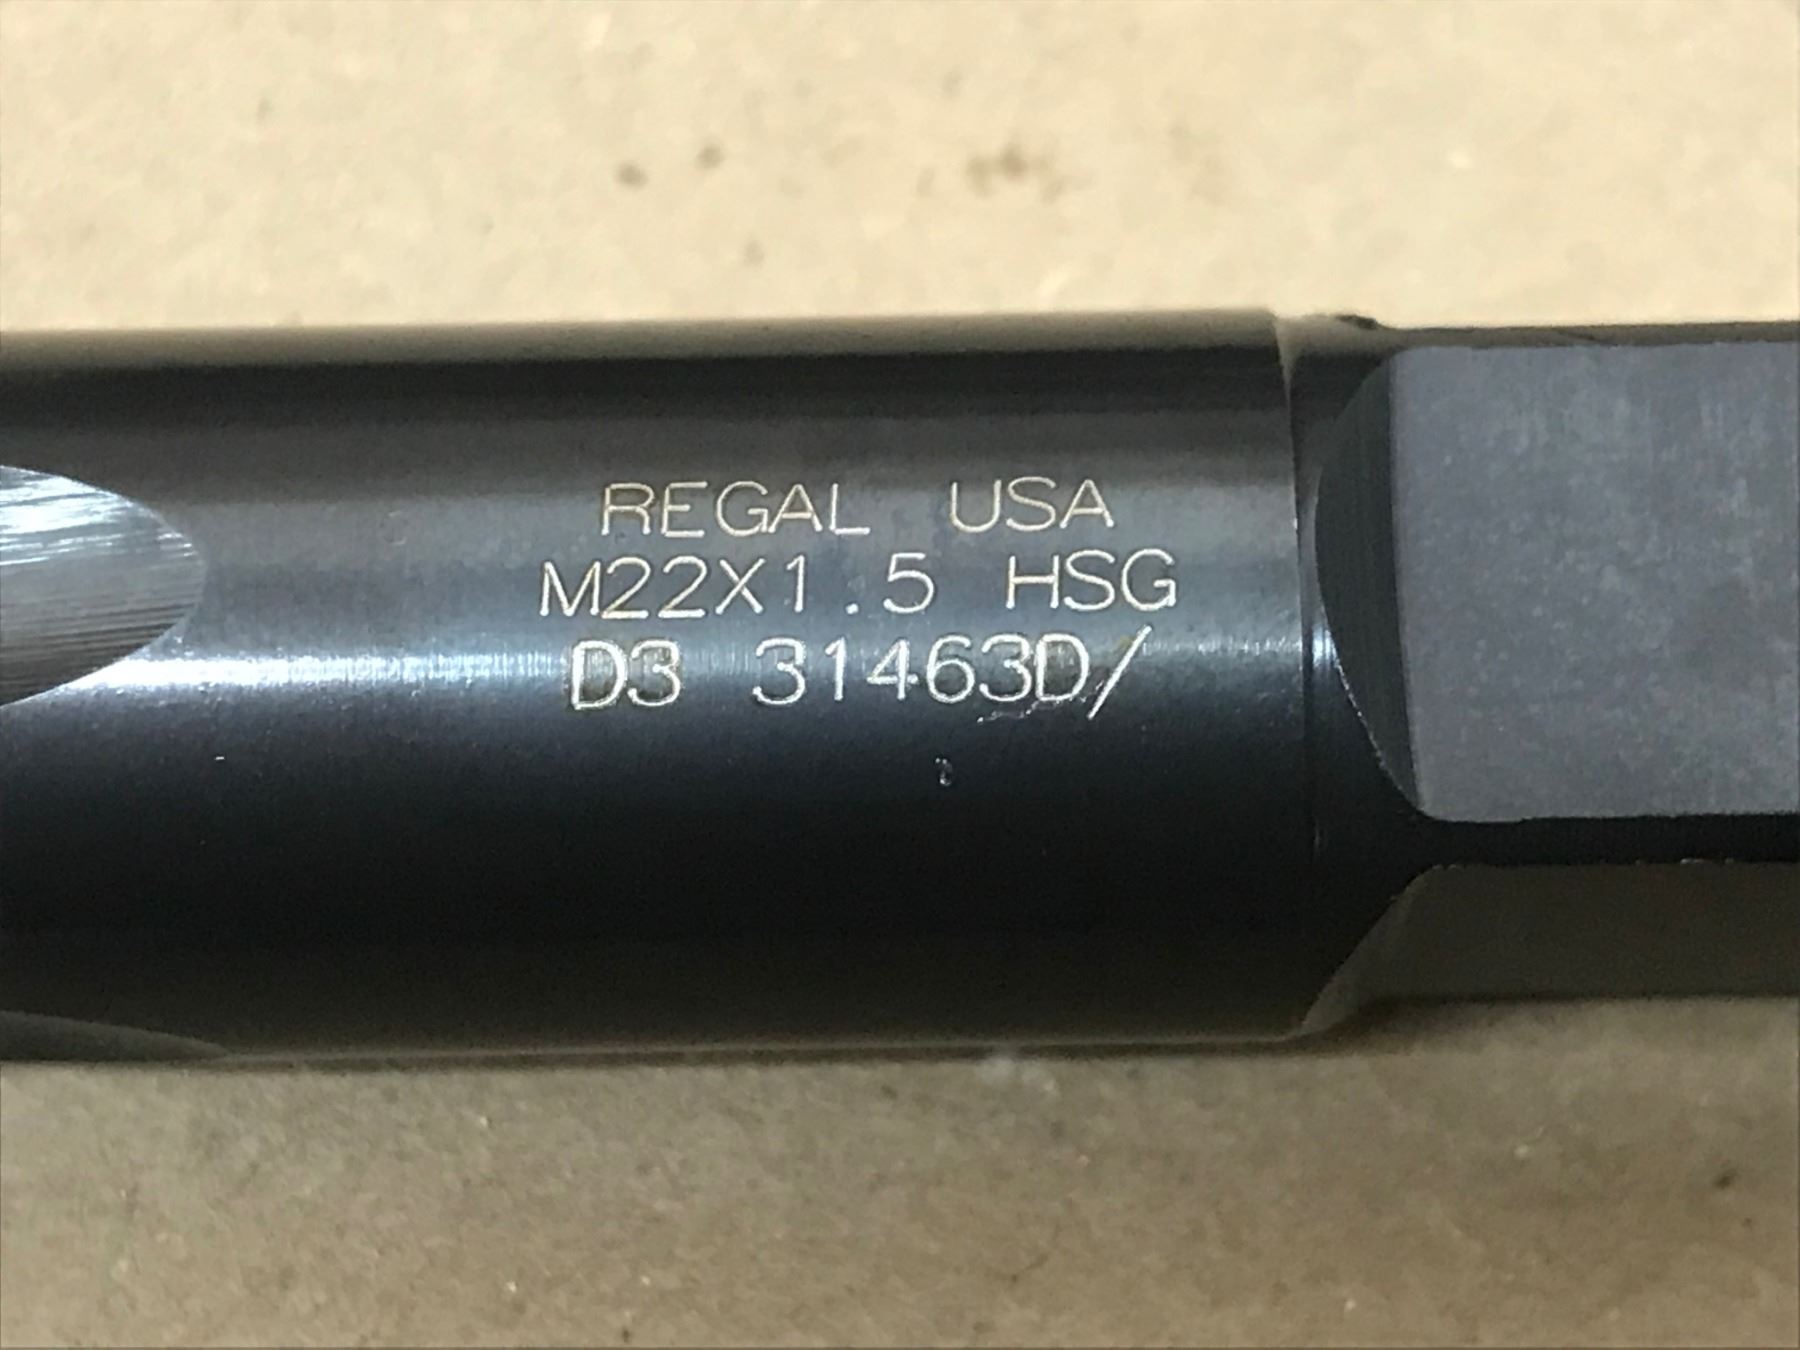 REGAL USA
M22X1.5 HSG
D3 31463D/